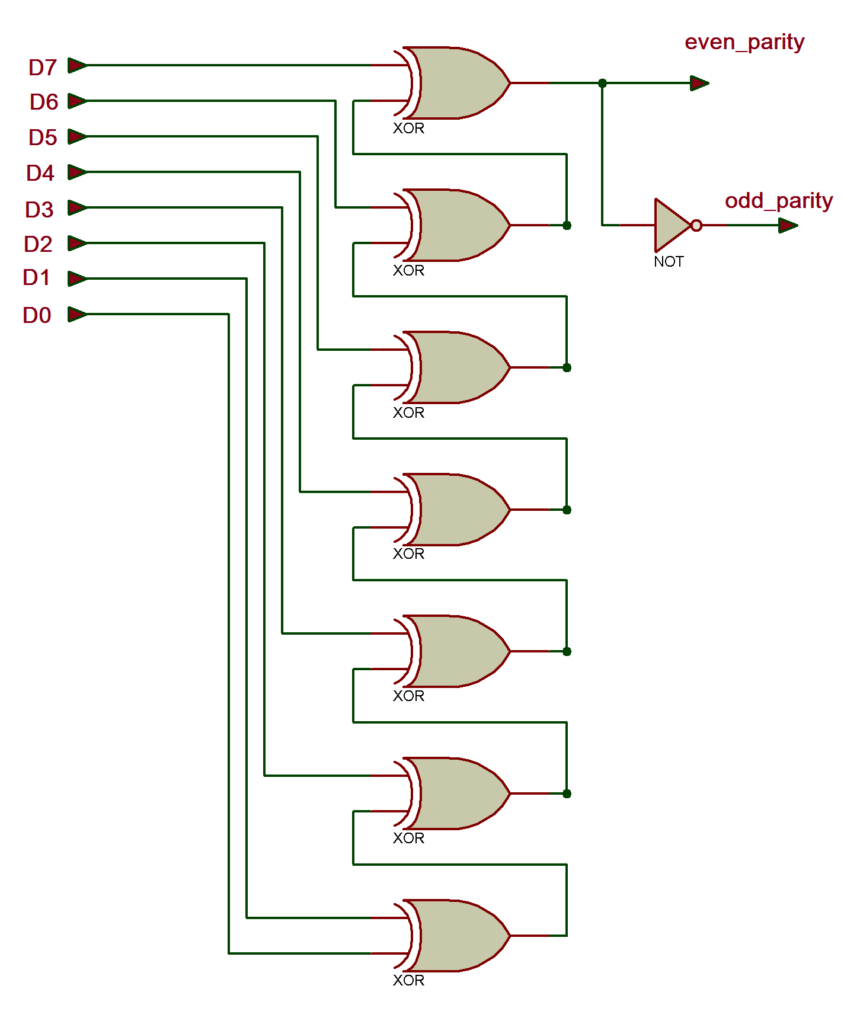 even_parity
D7
D6
XOR
D5
D4
odd_parity
D3
D2
NOT
XOR
D1
D0
XOR
XOR
XOR
XOR
XOR